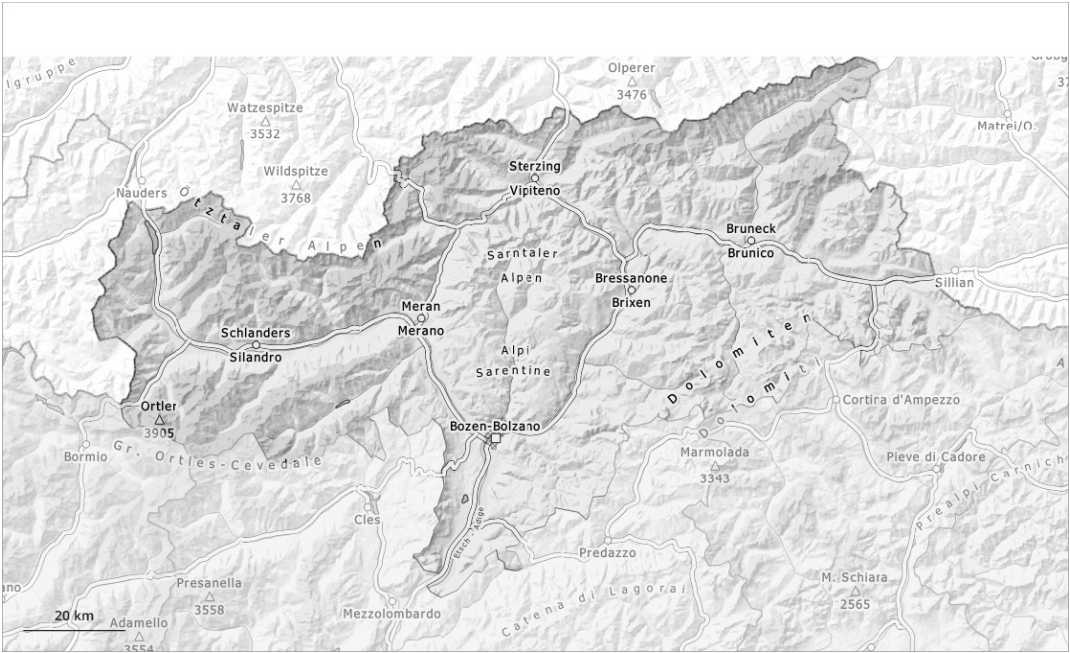 lgruppe
Olperer
3476
Watzespitze
3532
Matrei/O.
Sterzing
Vipiteno
Wildspitze
3768
Nauders
Ötztaler Alpen
Bruneck
Brunico
Sarntaler
Alpen
Bressanone
Brixen
Sillian
Meran
Merano
Schlanders
Silandro
Dolomiten
Dolomiti
Alpi
Sarentine
Ortler
3905
Cortina d'Ampezzo
Bozen-Bolzano
Gr. Ortles-Cevedale
Bormio
Marmolada
3343
Pieve di Cadore
Prealpi Carnich
Cles
Etsch - Adige
Predazzo
Presanella
3558
M. Schiara
2565
Catena di Lagorai
Mezzolombardo
ano
20 km
Adamello
3554